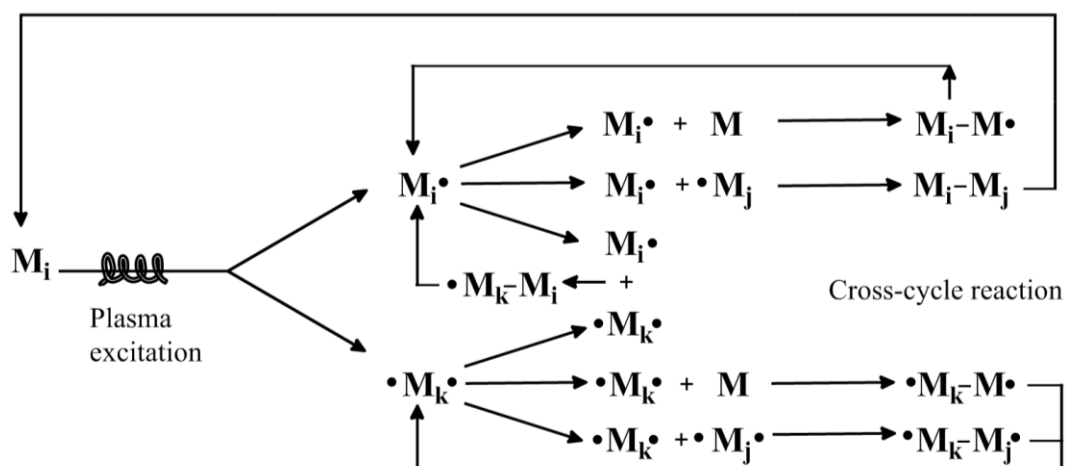 Mi• + M Mi–M•
Mi• Mi• + •Mj Mi–Mj
Mi•
Mi
•Mk–Mi +
Plasma
excitation
Cross-cycle reaction
•Mk•
•Mk• •Mk• + M •Mk–M•
•Mk• + •Mj• •Mk–Mj•